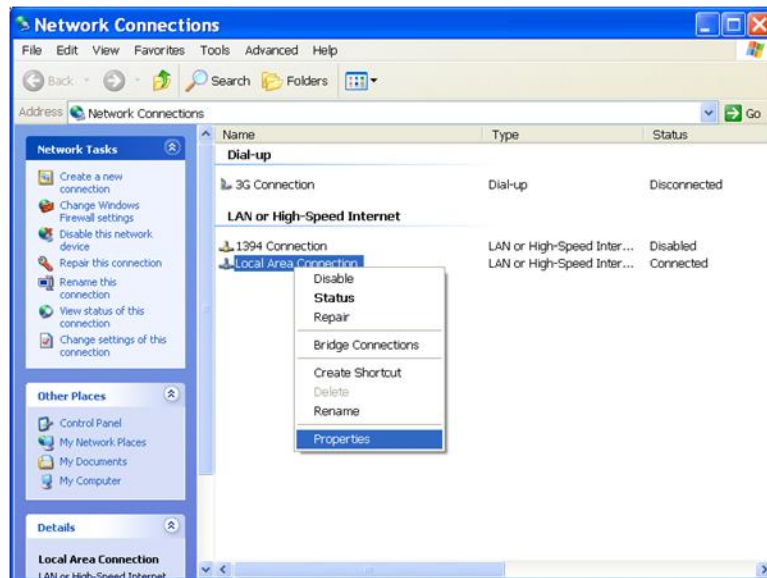 Network Connections
File Edit View Favorites Tools Advanced Help
Back Search Folders
Address Network Connections Go
Network Tasks
Create a new
connection
Change Windows
Firewall settings
Disable this network
device
Repair this connection
Rename this
connection
View status of this
connection
Change settings of this
connection
Other Places
Control Panel
My Network Places
My Documents
My Computer
Details
Local Area Connection
LAN or High-Speed Internet
Name Type Status
Dial-up
3G Connection Dial-up Disconnected
LAN or High-Speed Internet
1394 Connection LAN or High-Speed Inter... Disabled
Local Area Connection LAN or High-Speed Inter... Connected
Disable
Status
Repair
Bridge Connections
Create Shortcut
Delete
Rename
Properties